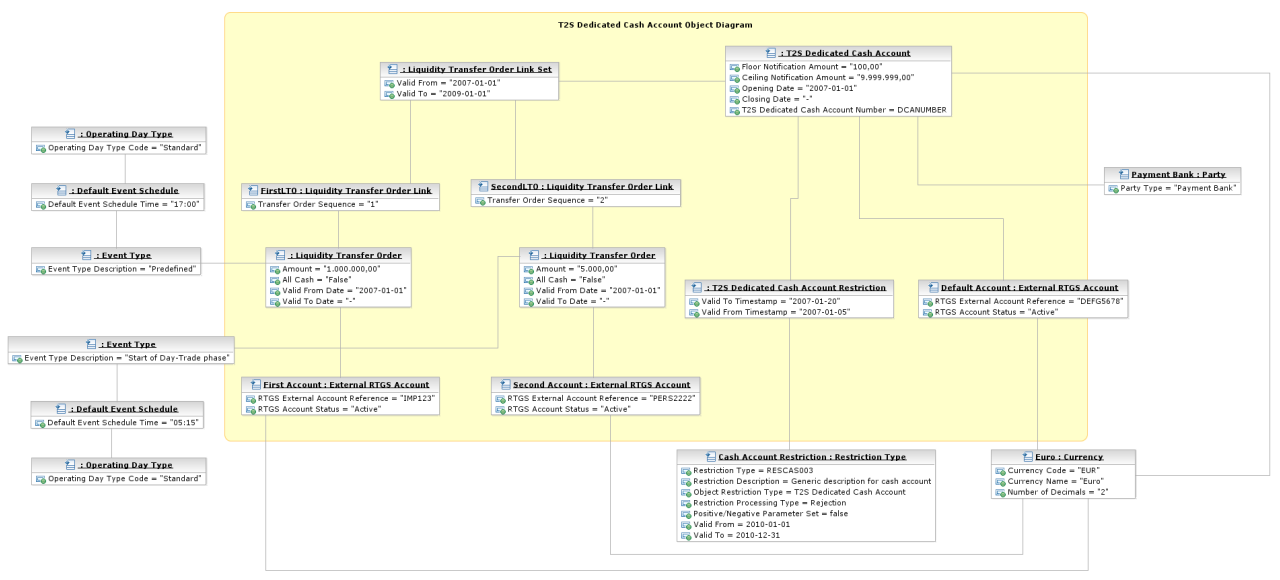 T2S Dedicated Cash Account Object Diagram
: T2S Dedicated Cash Account
Floor Notification Amount = "100,00"
Ceiling Notification Amount = "9.999.999,00"
Opening Date = "2007-01-01"
Closing Date = "-"
T2S Dedicated Cash Account Number = DCANUMBER
: Liquidity Transfer Order Link Set
Valid From = "2007-01-01"
Valid To = "2009-01-01"
: Operating Day Type
Operating Day Type Code = "Standard"
Payment Bank : Party
Party Type = "Payment Bank"
: Default Event Schedule
Default Event Schedule Time = "17:00"
FirstLTO : Liquidity Transfer Order Link
Transfer Order Sequence = "1"
SecondLTO : Liquidity Transfer Order Link
Transfer Order Sequence = "2"
: Event Type
Event Type Description = "Predefined"
: Liquidity Transfer Order
Amount = "1.000.000,00"
All Cash = "False"
Valid From Date = "2007-01-01"
Valid To Date = "-"
: Liquidity Transfer Order
Amount = "5.000,00"
All Cash = "False"
Valid From Date = "2007-01-01"
Valid To Date = "-"
: T2S Dedicated Cash Account Restriction
Valid To Timestamp = "2007-01-20"
Valid From Timestamp = "2007-01-05"
Default Account : External RTGS Account
RTGS External Account Reference = "DEFG5678"
RTGS Account Status = "Active"
: Event Type
Event Type Description = "Start of Day-Trade phase"
First Account : External RTGS Account
RTGS External Account Reference = "IMP123"
RTGS Account Status = "Active"
Second Account : External RTGS Account
RTGS External Account Reference = "PERS2222"
RTGS Account Status = "Active"
: Default Event Schedule
Default Event Schedule Time = "05:15"
: Operating Day Type
Operating Day Type Code = "Standard"
Cash Account Restriction : Restriction Type
Restriction Type = RESCAS003
Restriction Description = Generic description for cash account
Object Restriction Type = T2S Dedicated Cash Account
Restriction Processing Type = Rejection
Positive/Negative Parameter Set = false
Valid From = 2010-01-01
Valid To = 2010-12-31
Euro : Currency
Currency Code = "EUR"
Currency Name = "Euro"
Number of Decimals = "2"